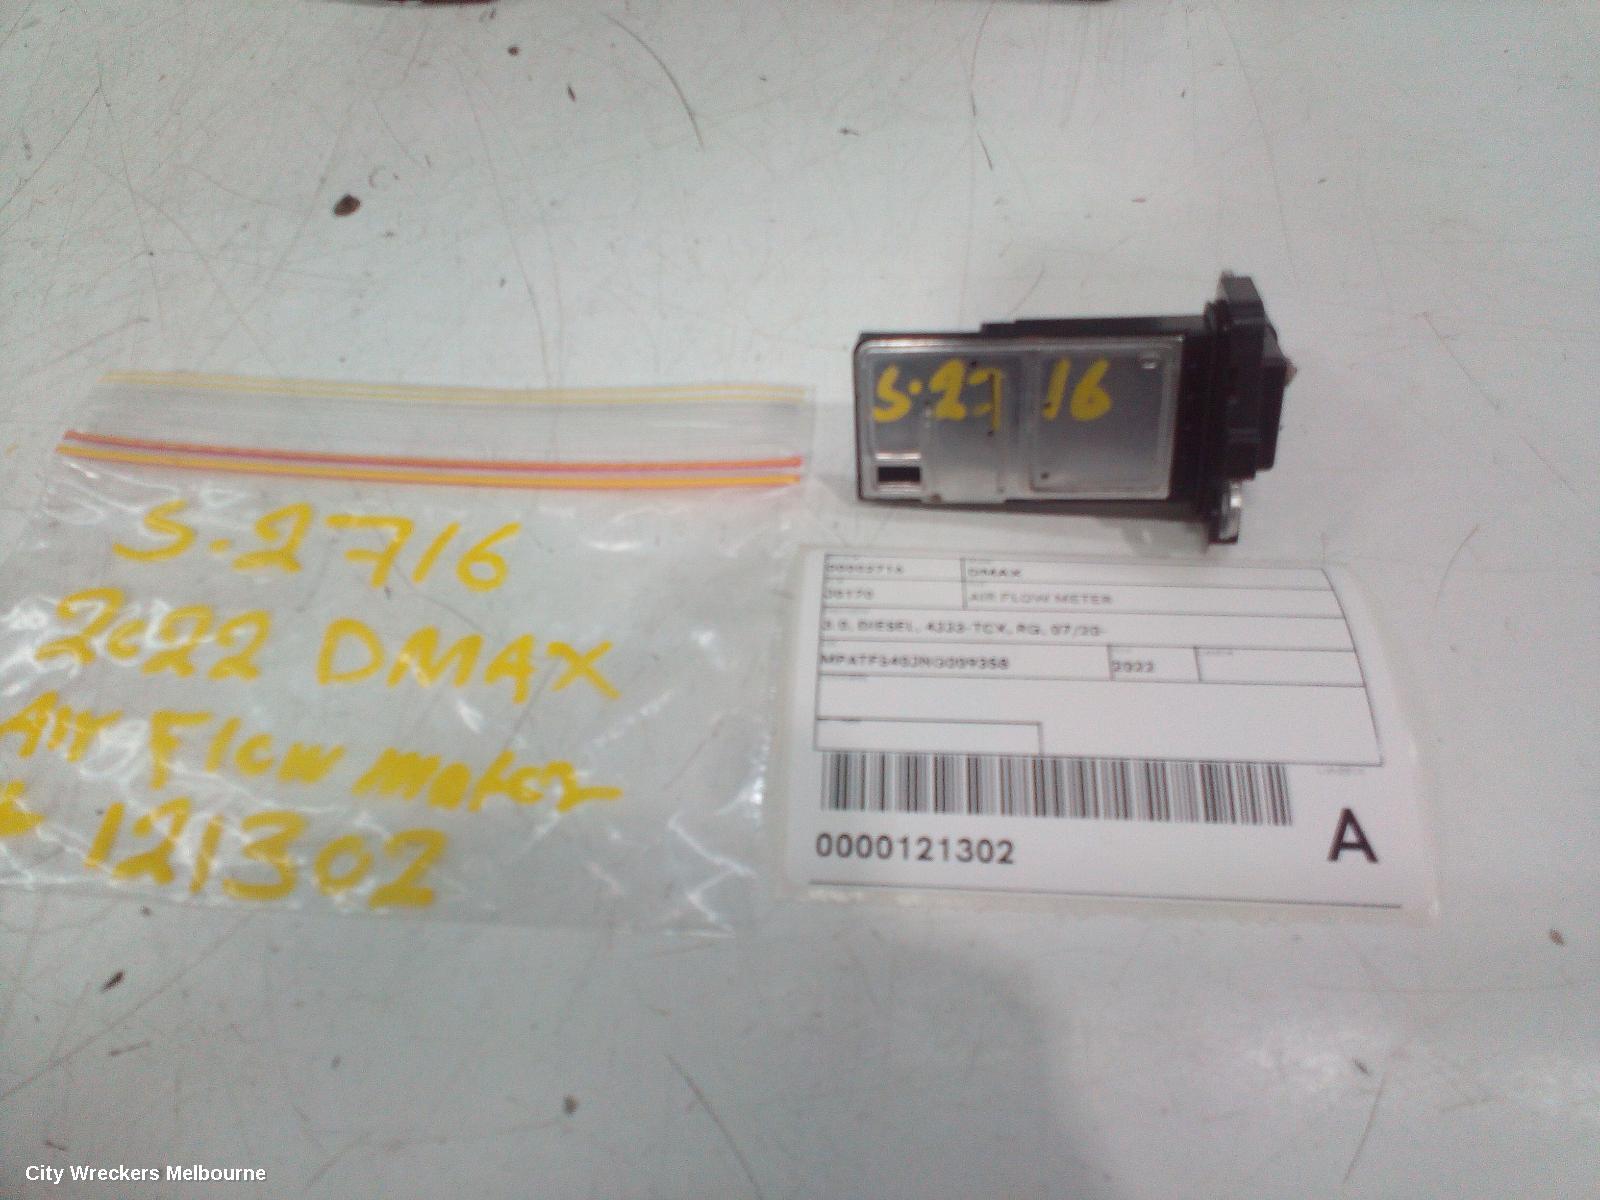 S.2716
S.2716
2022 DMAX
Air Flow meter
121302
DMAX
AIR FLOW METER
3.0, DIESEL, 4JJ3-TCX, RG, 07/20-
2022
0000121302
A
City Wreckers Melbourne